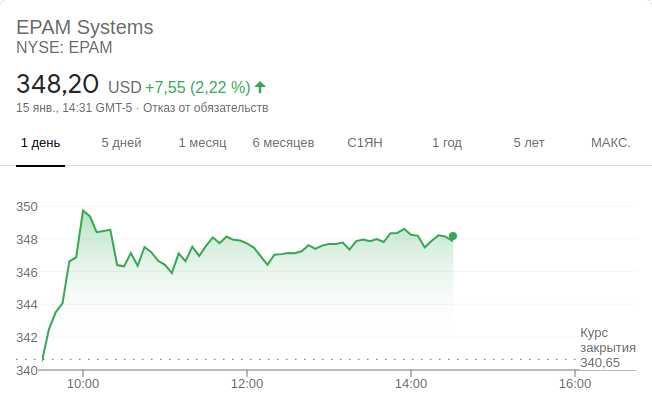 EPAM Systems
NYSE: EPAM
348,20 USD +7,55 (2,22 %)
15 янв., 14:31 GMT-5 · Отказ от обязательств
1 день 5 дней 1 месяц 6 месяцев С1ЯН 1 год 5 лет МАКС.
350
348
346
344
342
340
Курс
закрытия
340,65
10:00 12:00 14:00 16:00